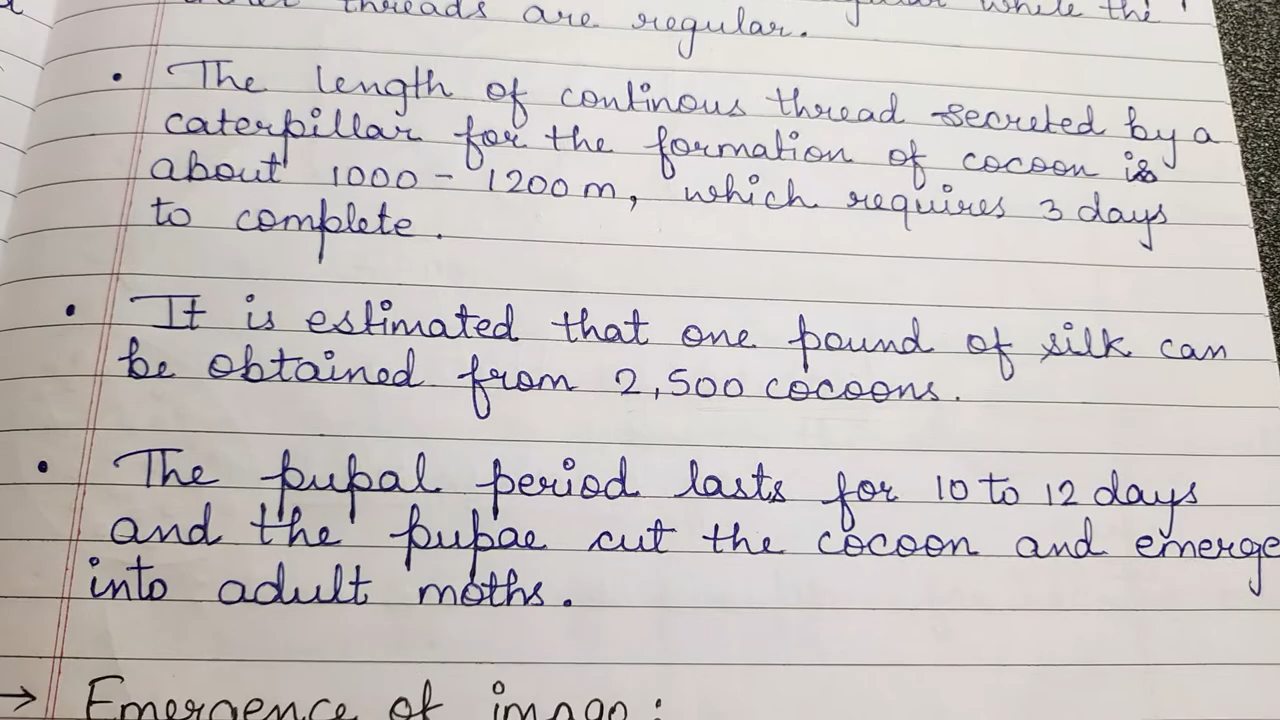 threads are regular. while the
• The length of continous thread secreted by a
caterpillar for the formation of cocoon is
about 1000 - 1200 m, which requires 3 days
to complete.
• It is estimated that one pound of silk can
be obtained from 2,500 cocoons.
• The pupal period lasts for 10 to 12 days
and the pupae cut the cocoon and emerge
into adult moths.
→ Emergence of imago: